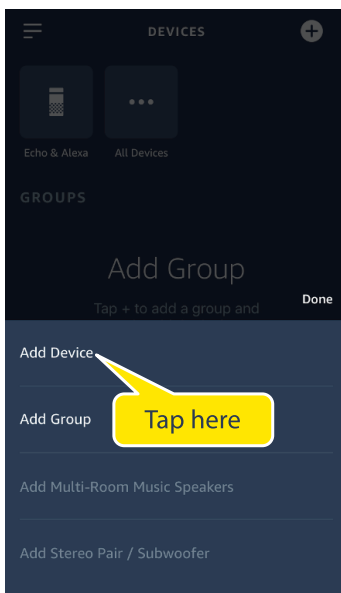 DEVICES
Echo & Alexa
All Devices
GROUPS
Add Group
Tap + to add a group and
Done
Add Device
Add Group
Tap here
Add Multi-Room Music Speakers
Add Stereo Pair / Subwoofer